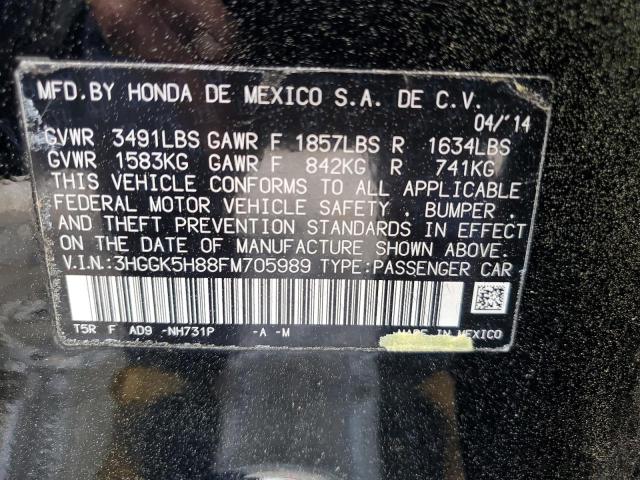 MFD.BY HONDA DE MEXICO S.A. DE C.V.
04/'14
GVWR 3491LBS GAWR F 1857LBS R 1634LBS
GVWR 1583KG GAWR F 842KG R 741KG
THIS VEHICLE CONFORMS TO ALL APPLICABLE
FEDERAL MOTOR VEHICLE SAFETY , BUMPER ,
AND THEFT PREVENTION STANDARDS IN EFFECT
ON THE DATE OF MANUFACTURE SHOWN ABOVE.
V.I.N:3HGGK5H88FM705989 TYPE:PASSENGER CAR
T5R F AD9 -NH731P -A -M MADE IN MEXICO